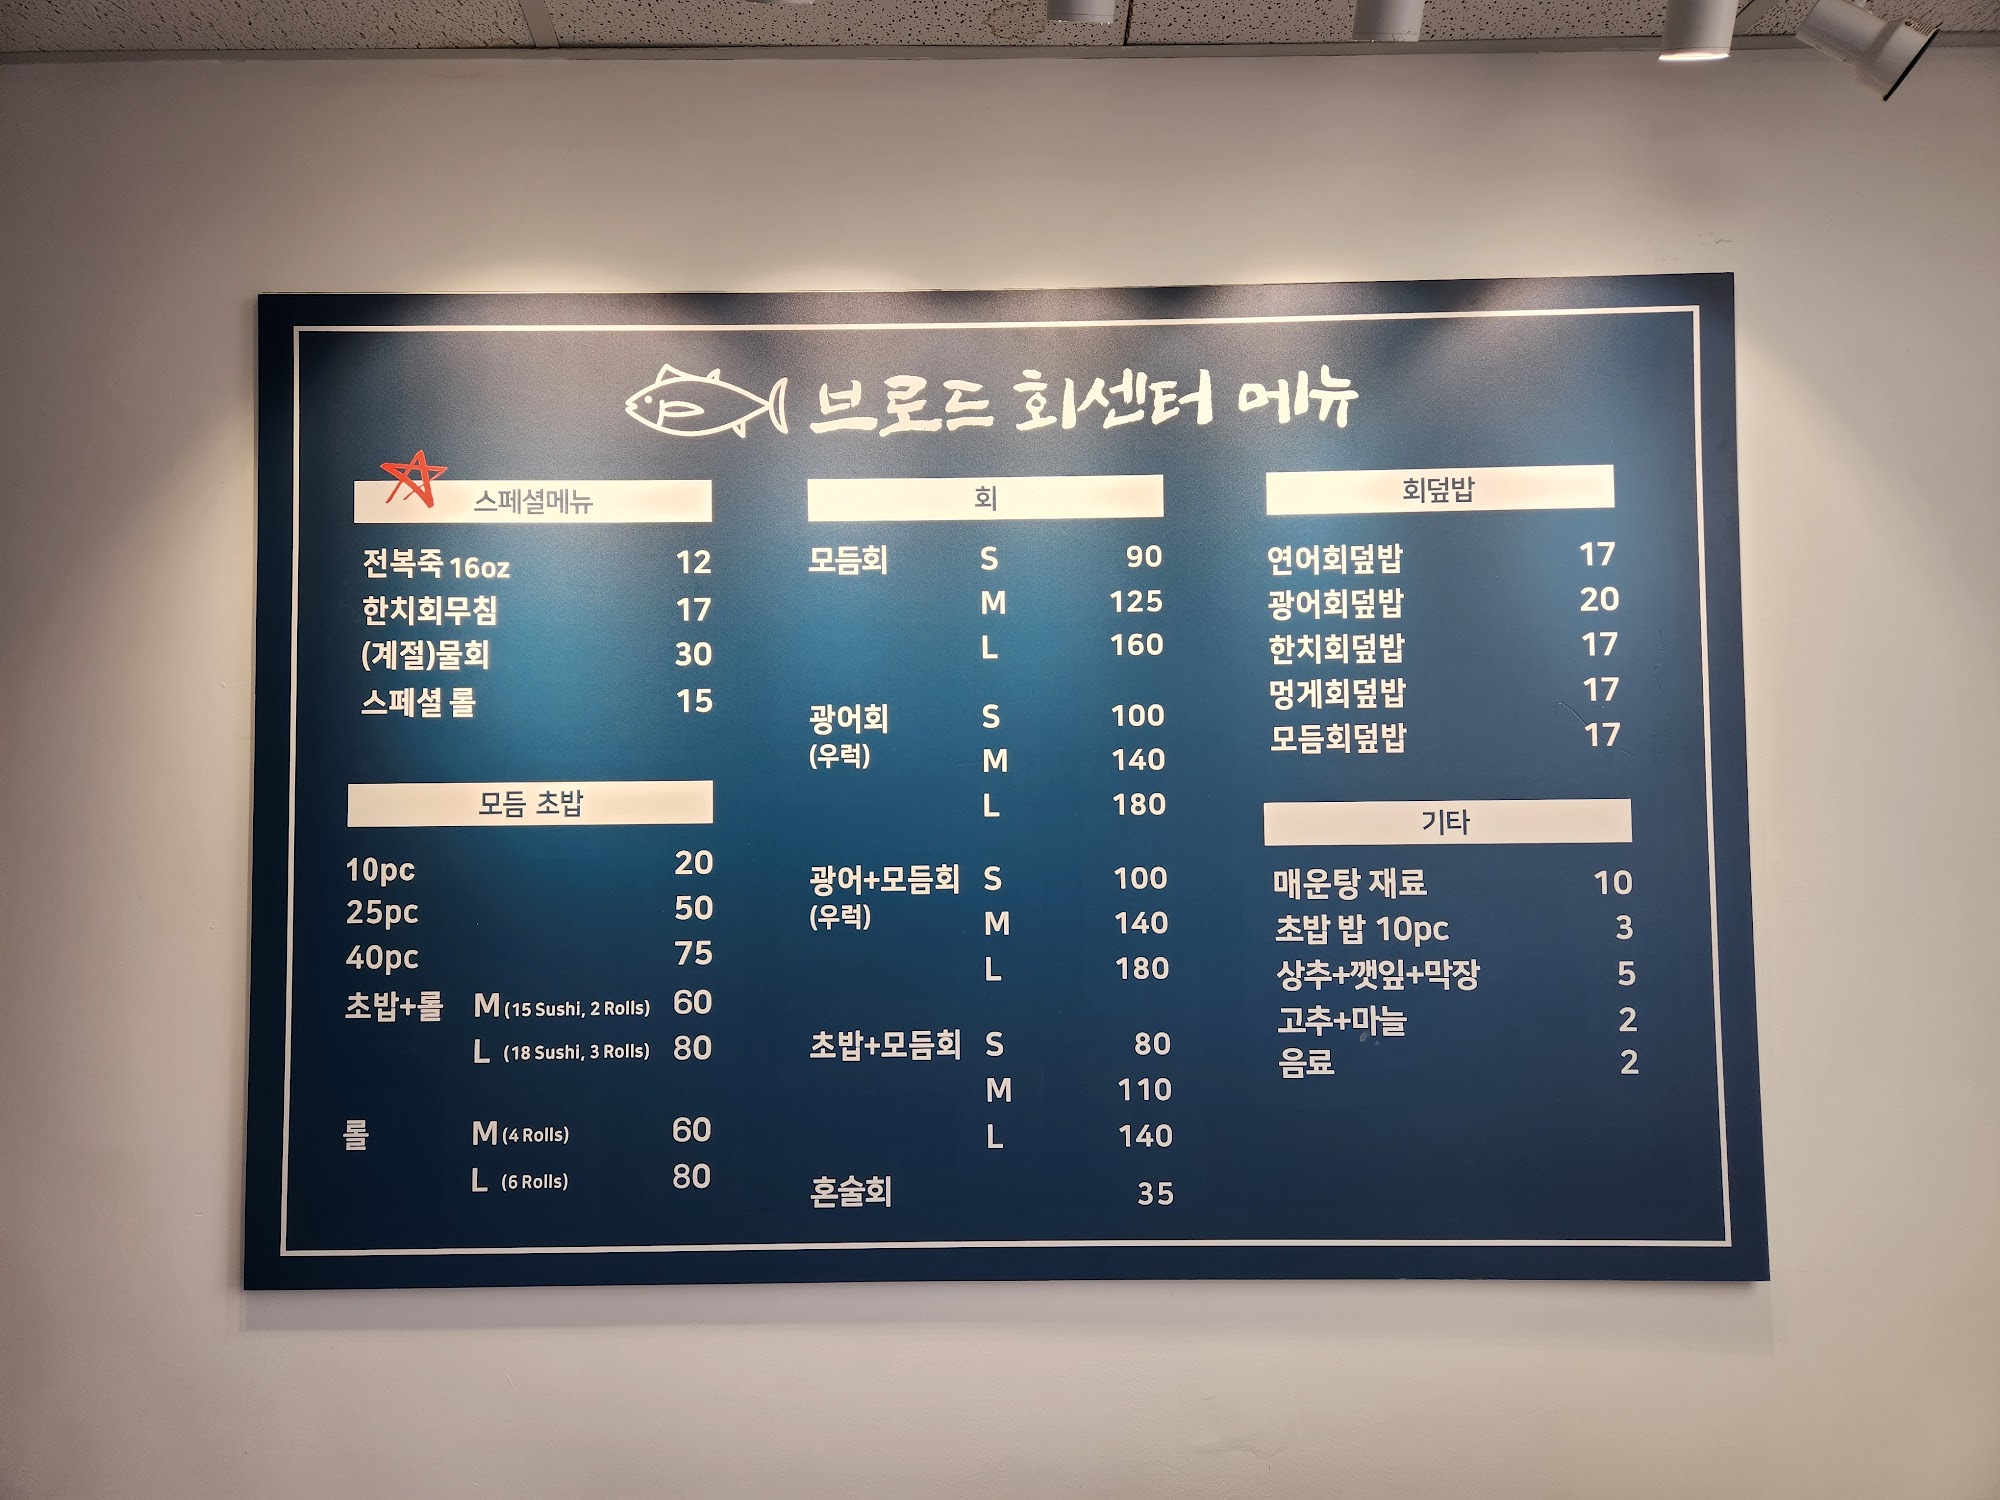 브로드 회센터 메뉴
스페셜메뉴
전복죽 16oz 12
한치회무침 17
(계절)물회 30
스페셜 롤 15
모듬 초밥
10pc 20
25pc 50
40pc 75
초밥+롤 M (15 Sushi, 2 Rolls) 60
L (18 Sushi, 3 Rolls) 80
롤 M (4 Rolls) 60
L (6 Rolls) 80
회
모듬회 S 90
M 125
L 160
광어회 S 100
(우럭)
M 140
L 180
광어+모듬회 S 100
(우럭)
M 140
L 180
초밥+모듬회 S 80
M 110
L 140
혼술회 35
회덮밥
연어회덮밥 17
광어회덮밥 20
한치회덮밥 17
멍게회덮밥 17
모듬회덮밥 17
기타
매운탕 재료 10
초밥 밥 10pc 3
상추+깻잎+막장 5
고추+마늘 2
음료 2